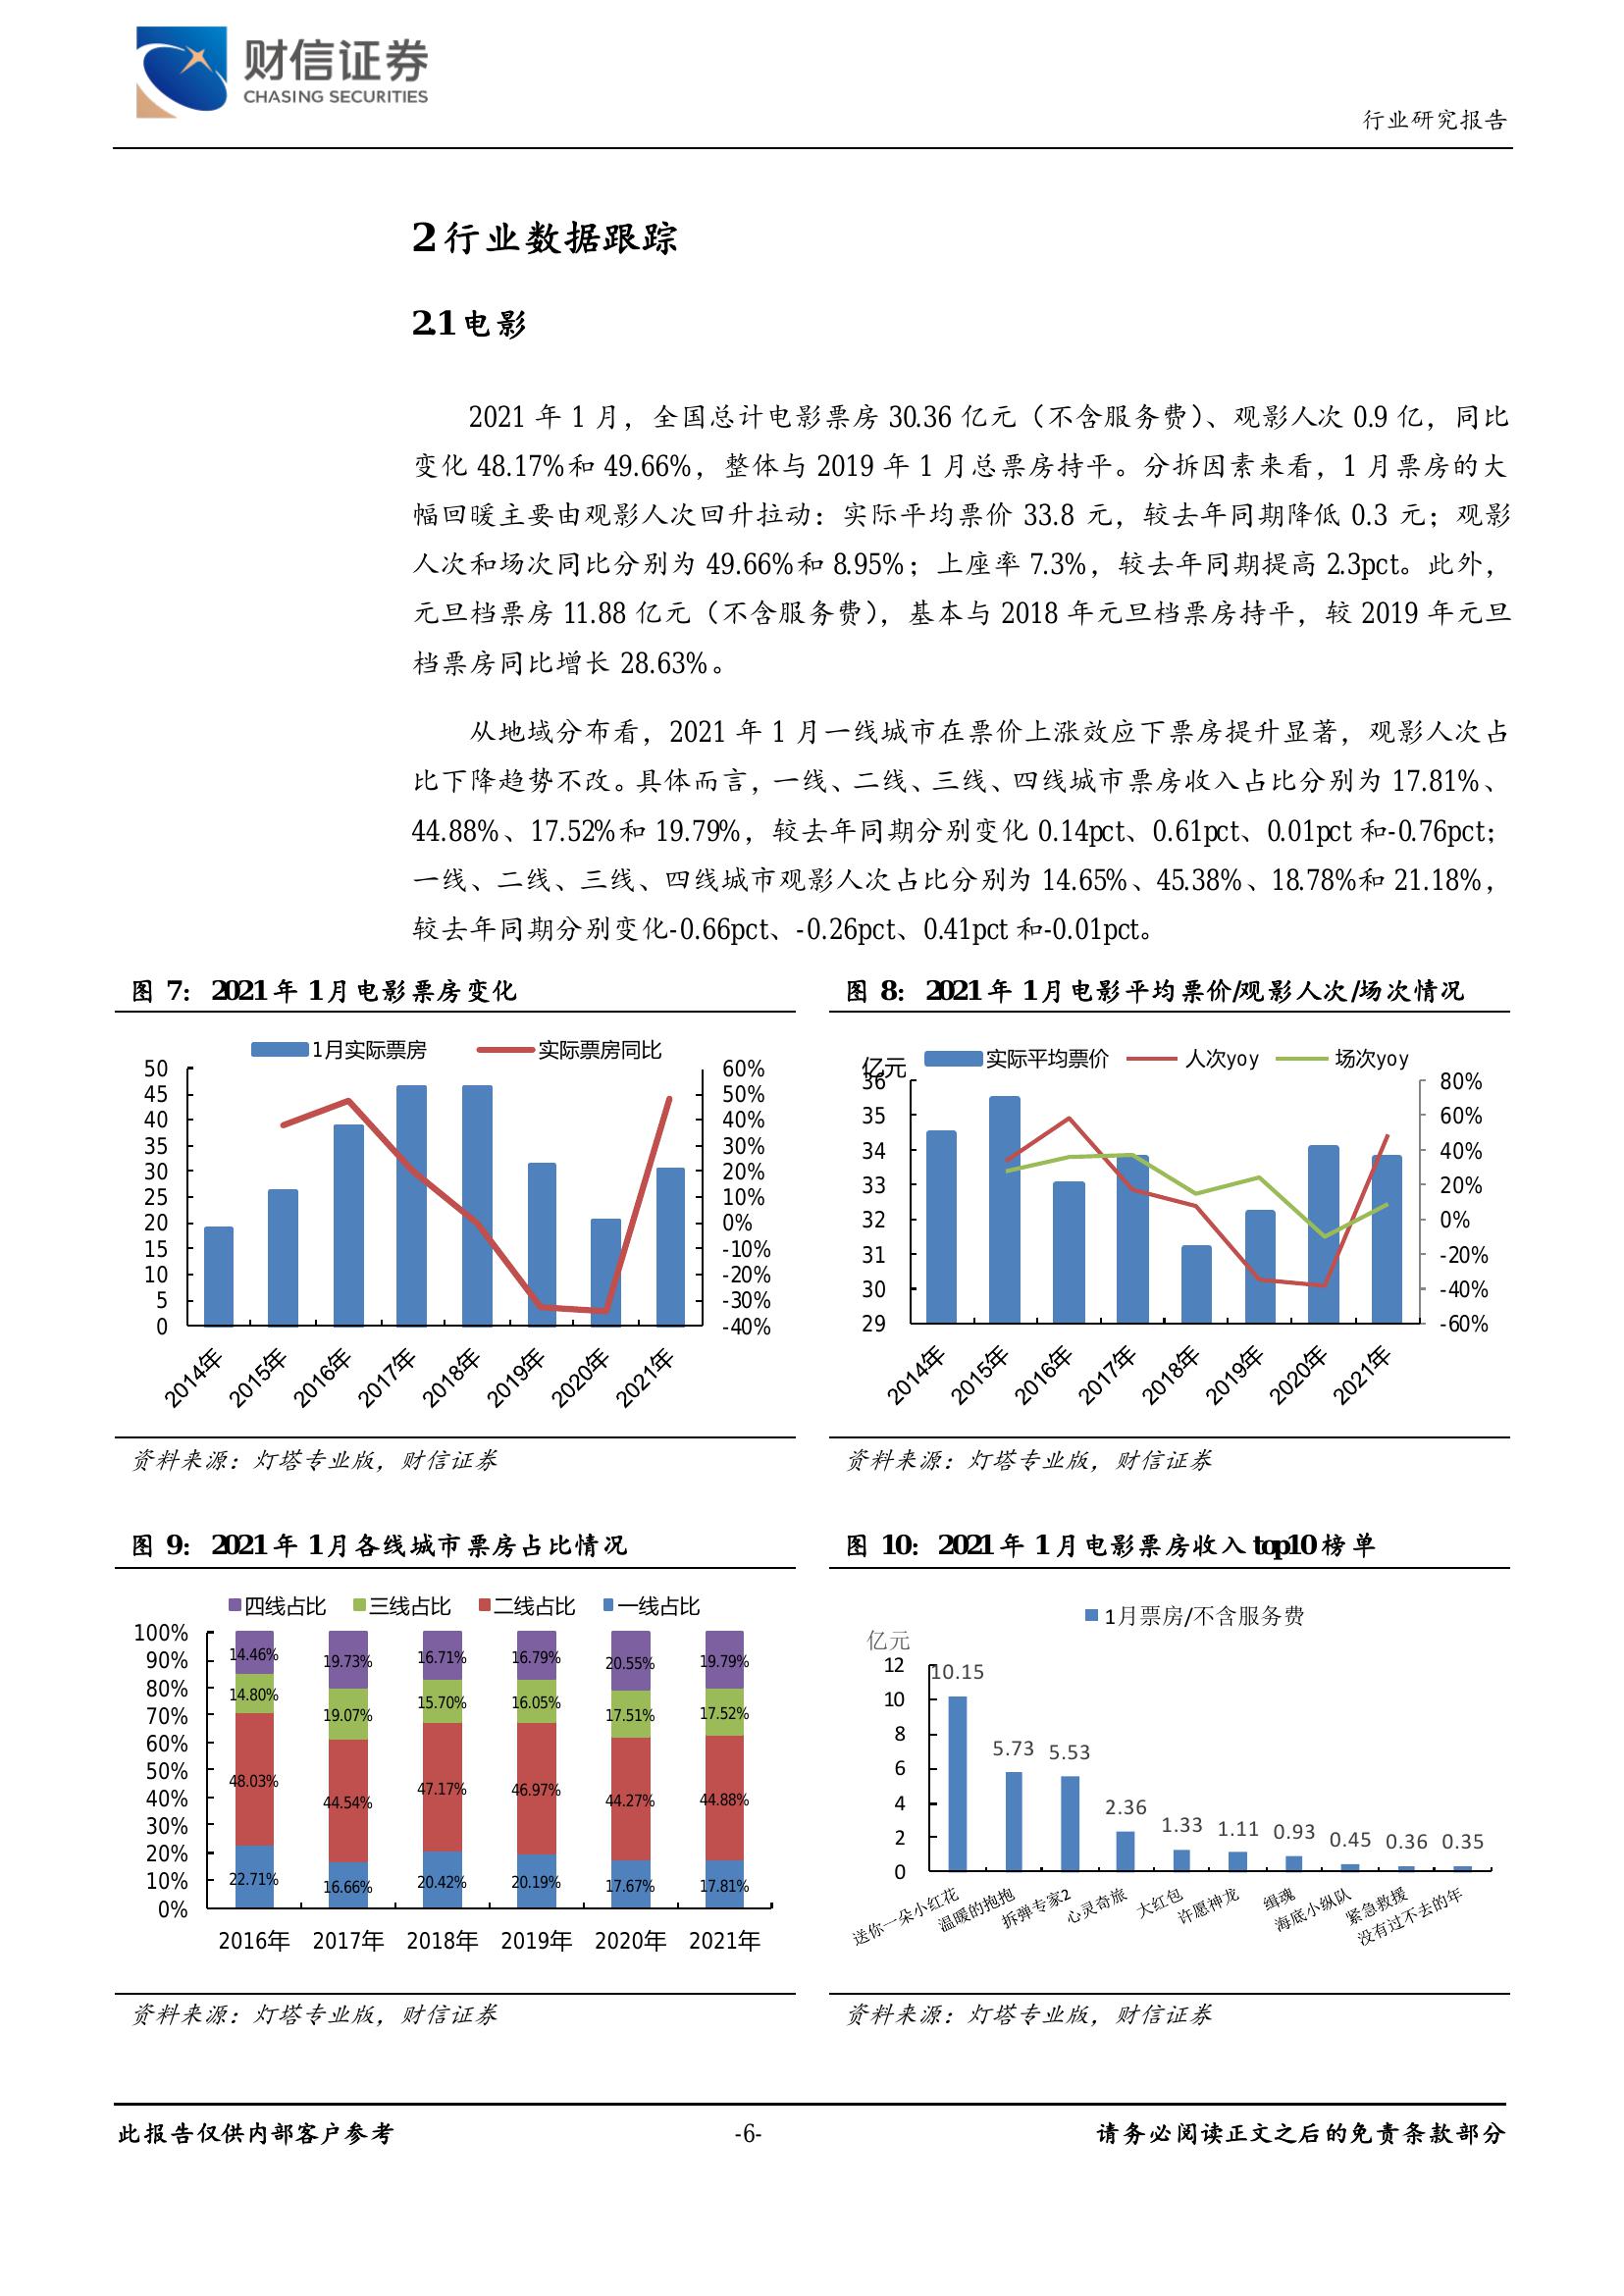 财信证券
CHASING SECURITIES
行业研究报告
2 行业数据跟踪
2.1 电影
2021 年 1 月，全国总计电影票房 30.36 亿元（不含服务费）、观影人次 0.9 亿，同比
变化 48.17%和 49.66%，整体与 2019 年 1 月总票房持平。分拆因素来看，1 月票房的大
幅回暖主要由观影人次回升拉动：实际平均票价 33.8 元，较去年同期降低 0.3 元；观影
人次和场次同比分别为 49.66%和 8.95%；上座率 7.3%，较去年同期提高 2.3pct。此外，
元旦档票房 11.88 亿元（不含服务费），基本与 2018 年元旦档票房持平，较 2019 年元旦
档票房同比增长 28.63%。
从地域分布看，2021 年 1 月一线城市在票价上涨效应下票房提升显著，观影人次占
比下降趋势不改。具体而言，一线、二线、三线、四线城市票房收入占比分别为 17.81%、
44.88%、17.52%和 19.79%，较去年同期分别变化 0.14pct、0.61pct、0.01pct 和-0.76pct；
一线、二线、三线、四线城市观影人次占比分别为 14.65%、45.38%、18.78%和 21.18%，
较去年同期分别变化-0.66pct、-0.26pct、0.41pct 和-0.01pct。
图 7： 2021 年 1 月电影票房变化
1月实际票房 实际票房同比
50
45
40
35
30
25
20
15
10
5
0
60%
50%
40%
30%
20%
10%
0%
-10%
-20%
-30%
-40%
2014年 2015年 2016年 2017年 2018年 2019年 2020年 2021年
资料来源：灯塔专业版，财信证券
图 8： 2021 年 1 月电影平均票价/观影人次/场次情况
亿元
实际平均票价 人次yoy 场次yoy
36
35
34
33
32
31
30
29
80%
60%
40%
20%
0%
-20%
-40%
-60%
2014年 2015年 2016年 2017年 2018年 2019年 2020年 2021年
资料来源：灯塔专业版，财信证券
图 9： 2021 年 1 月各线城市票房占比情况
四线占比 三线占比 二线占比 一线占比
100%
90%
80%
70%
60%
50%
40%
30%
20%
10%
0%
14.46% 19.73% 16.71% 16.79% 20.55% 19.79%
14.80% 19.07% 15.70% 16.05% 17.51% 17.52%
48.03% 44.54% 47.17% 46.97% 44.27% 44.88%
22.71% 16.66% 20.42% 20.19% 17.67% 17.81%
2016年 2017年 2018年 2019年 2020年 2021年
资料来源：灯塔专业版，财信证券
图 10： 2021 年 1 月电影票房收入 top10 榜单
1月票房/不含服务费
亿元
12
10
8
6
4
2
0
10.15 5.73 5.53 2.36 1.33 1.11 0.93 0.45 0.36 0.35
送你一朵小红花 温暖的抱抱 拆弹专家2 心灵奇旅 大红包 许愿神龙 缉魂 海底小纵队 紧急救援 没有过不去的年
资料来源：灯塔专业版，财信证券
此报告仅供内部客户参考
-6-
请务必阅读正文之后的免责条款部分